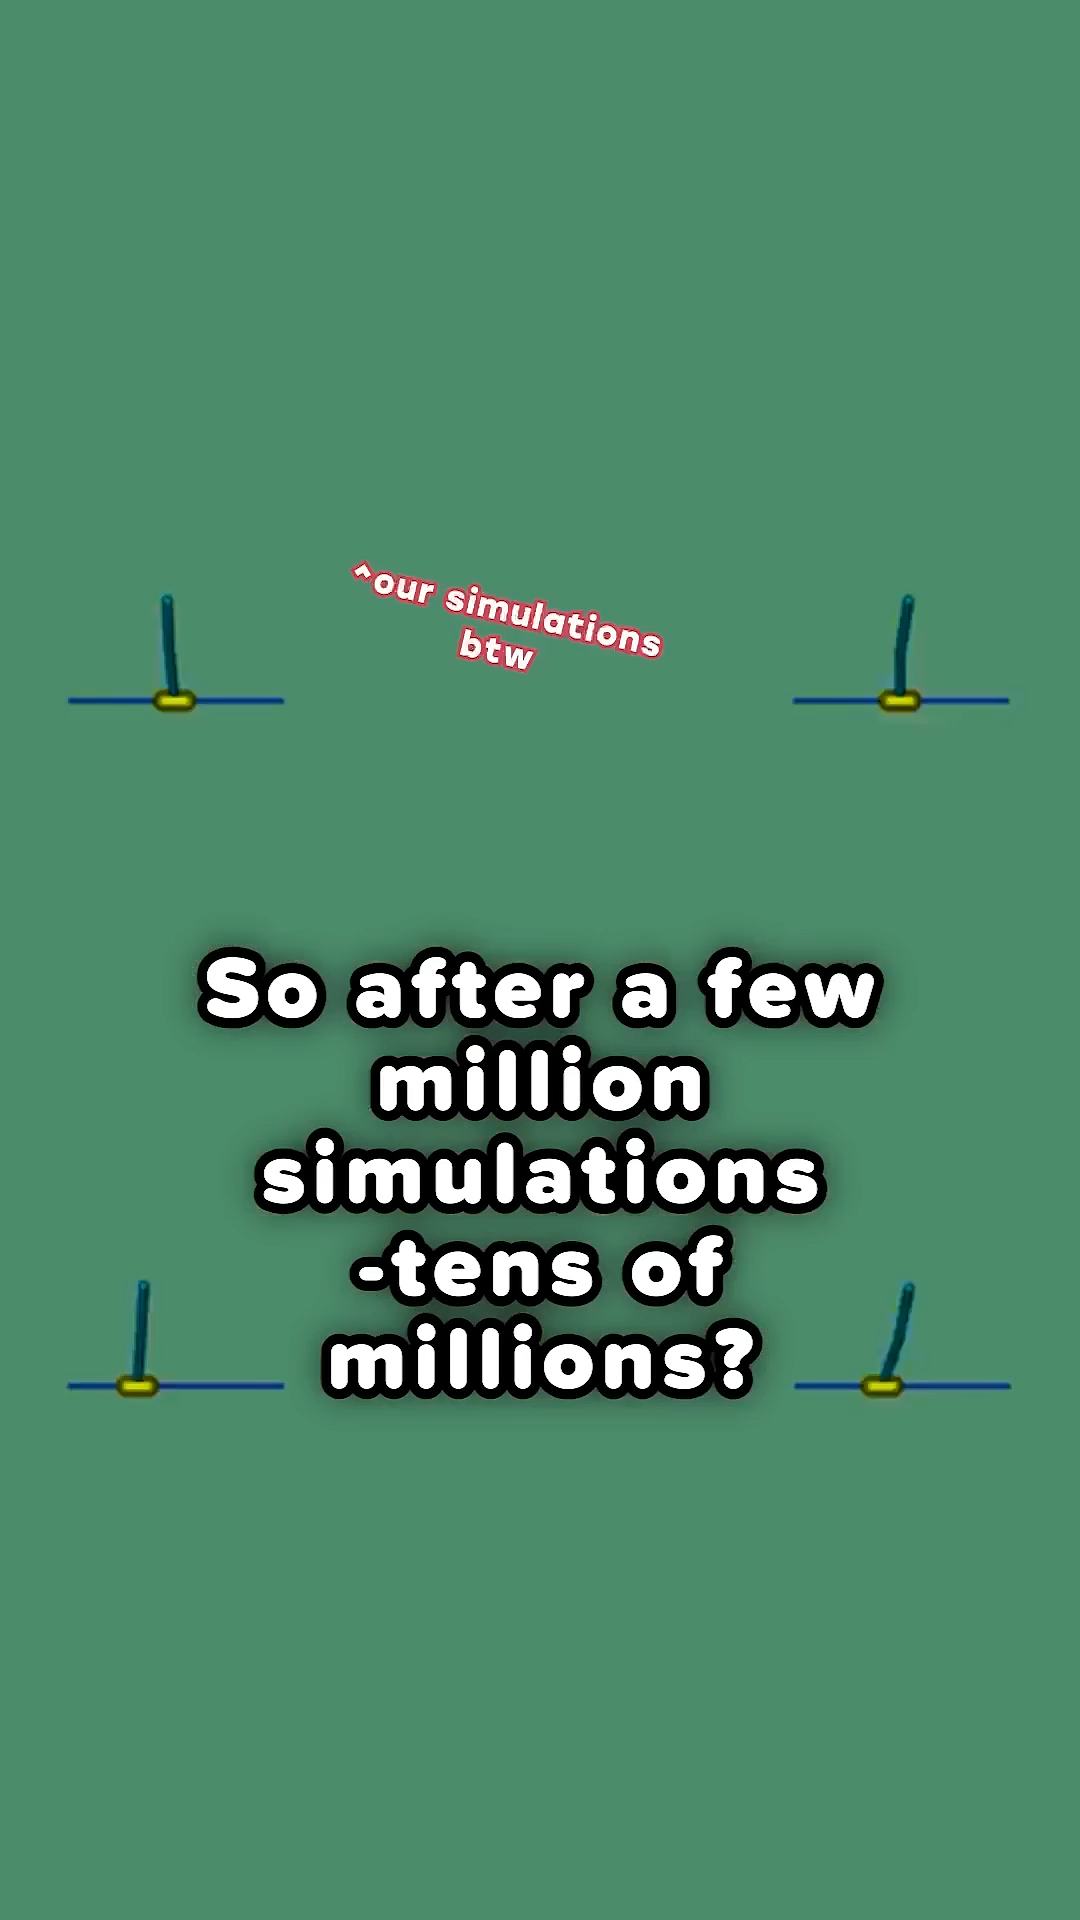 ^our simulations
btw
So after a few
million
simulations
-tens of
millions?